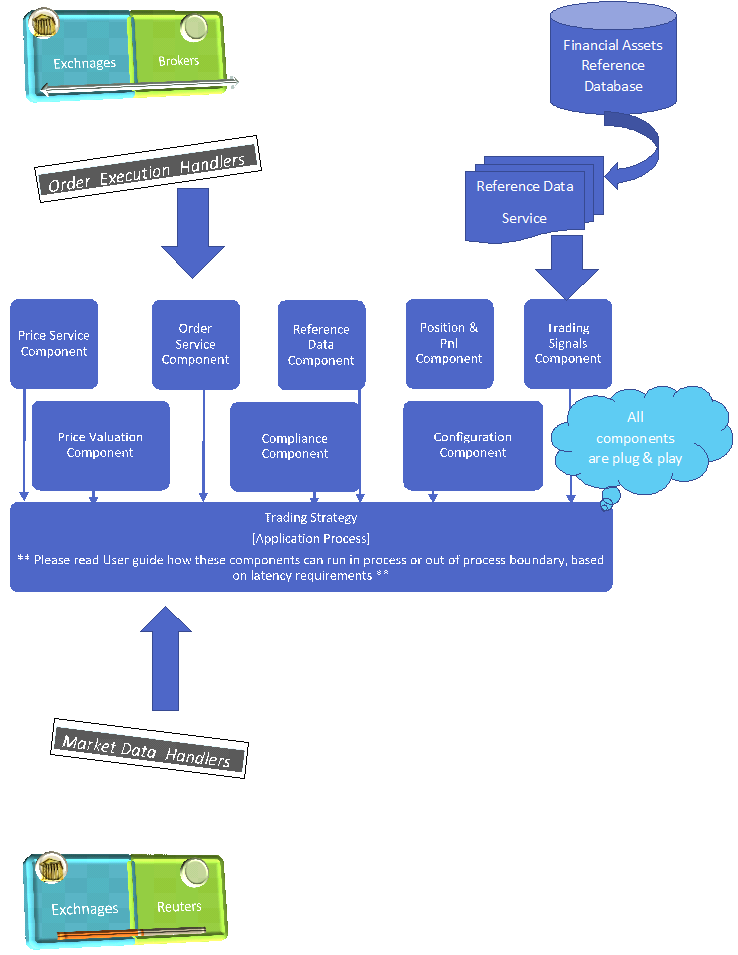 Exchnages
Brokers
Financial Assets
Reference
Database
Order Execution Handlers
Reference Data
Service
Price Service
Component
Order
Service
Component
Reference
Data
Component
Position &
Pnl
Component
Trading
Signals
Component
Price Valuation
Component
Compliance
Component
Configuration
Component
All
components
are plug & play
Trading Strategy
[Application Process]
** Please read User guide how these components can run in process or out of process boundary, based
on latency requirements **
Market Data Handlers
Exchnages
Reuters